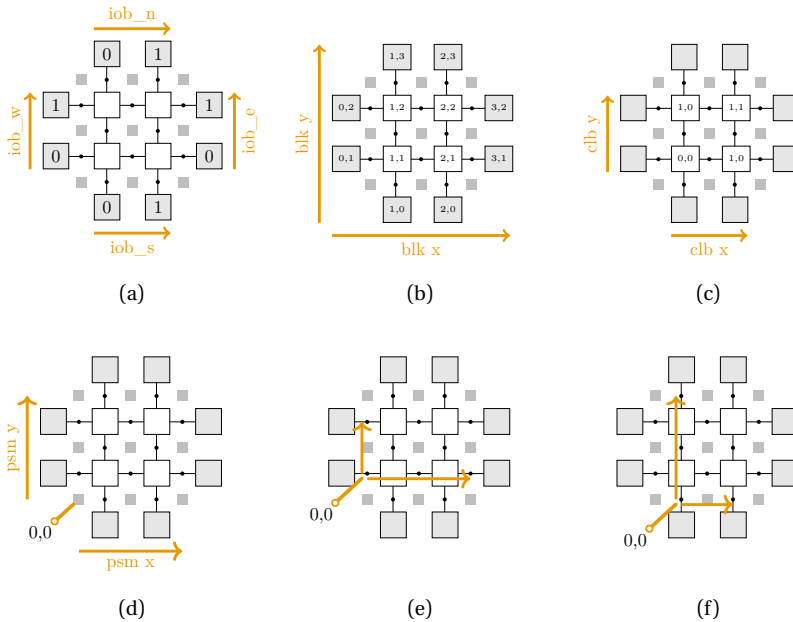 iob_n
0 1
1 1
iob_w
iob_e
0 0
0 1
iob_s
(a)
1,3 2,3
0,2 1,2 2,2 3,2
blk y
0,1 1,1 2,1 3,1
1,0 2,0
blk x
(b)
1,0 1,1
clb y
0,0 1,0
clb x
(c)
psm y
0,0
psm x
(d)
0,0
(e)
0,0
(f)